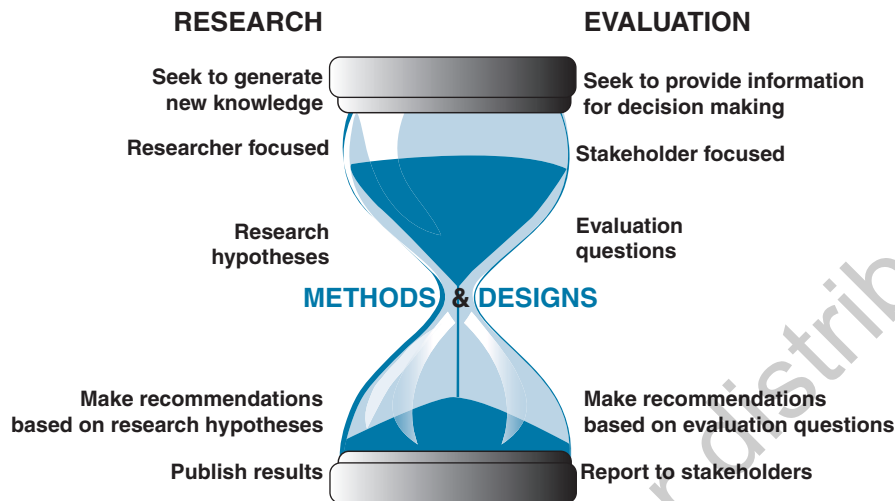 RESEARCH
EVALUATION
Seek to generate
new knowledge
Seek to provide information
for decision making
Researcher focused
Stakeholder focused
Research
hypotheses
Evaluation
questions
METHODS & DESIGNS
Make recommendations
based on research hypotheses
Make recommendations
based on evaluation questions
Publish results
Report to stakeholders